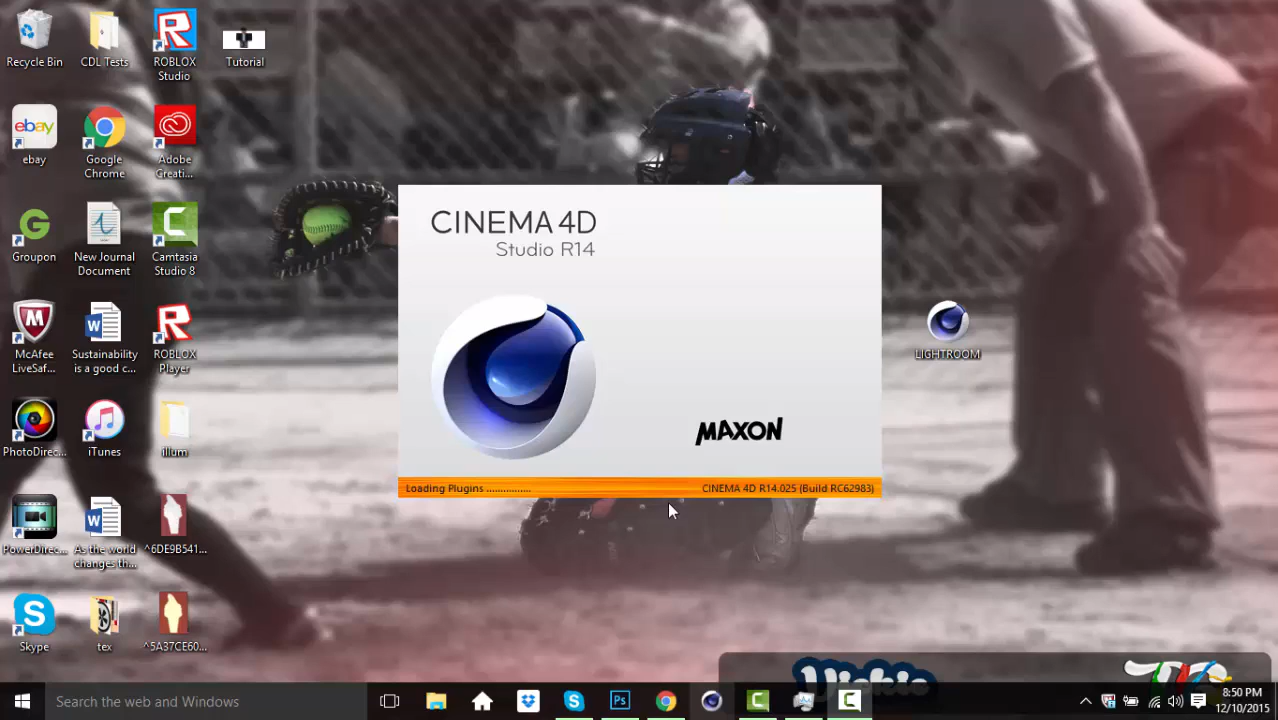 Recycle Bin
CDL Tests
ROBLOX
Studio
Tutorial
ebay
ebay
Google
Chrome
Adobe
Creati...
Groupon
New Journal
Document
Camtasia
Studio 8
McAfee
LiveSaf...
Sustainability
is a good c...
ROBLOX
Player
PhotoDirec...
iTunes
illum
PowerDirec...
As the world
changes th...
^6DE9B541...
Skype
tex
^5A37CE60...
CINEMA 4D
Studio R14
MAXON
Loading Plugins ...............
CINEMA 4D R14.025 (Build RC62983)
LIGHTROOM
Search the web and Windows
Ps
8:50 PM
12/10/2015